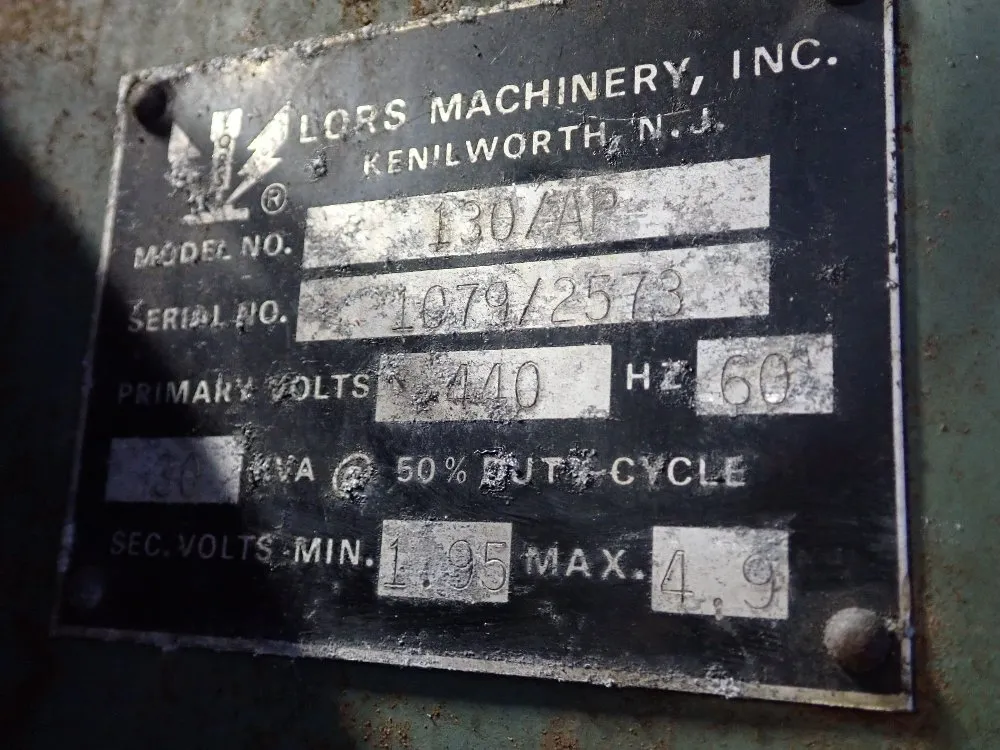 LORS MACHINERY, INC.
KENILWORTH, N.J.
LORS ®
MODEL NO. 130/AP
SERIAL NO. 1079/2573
PRIMARY VOLTS 440 HZ 60
30 KVA @ 50% DUTY CYCLE
SEC. VOLTS MIN. 1.95 MAX. 4.9